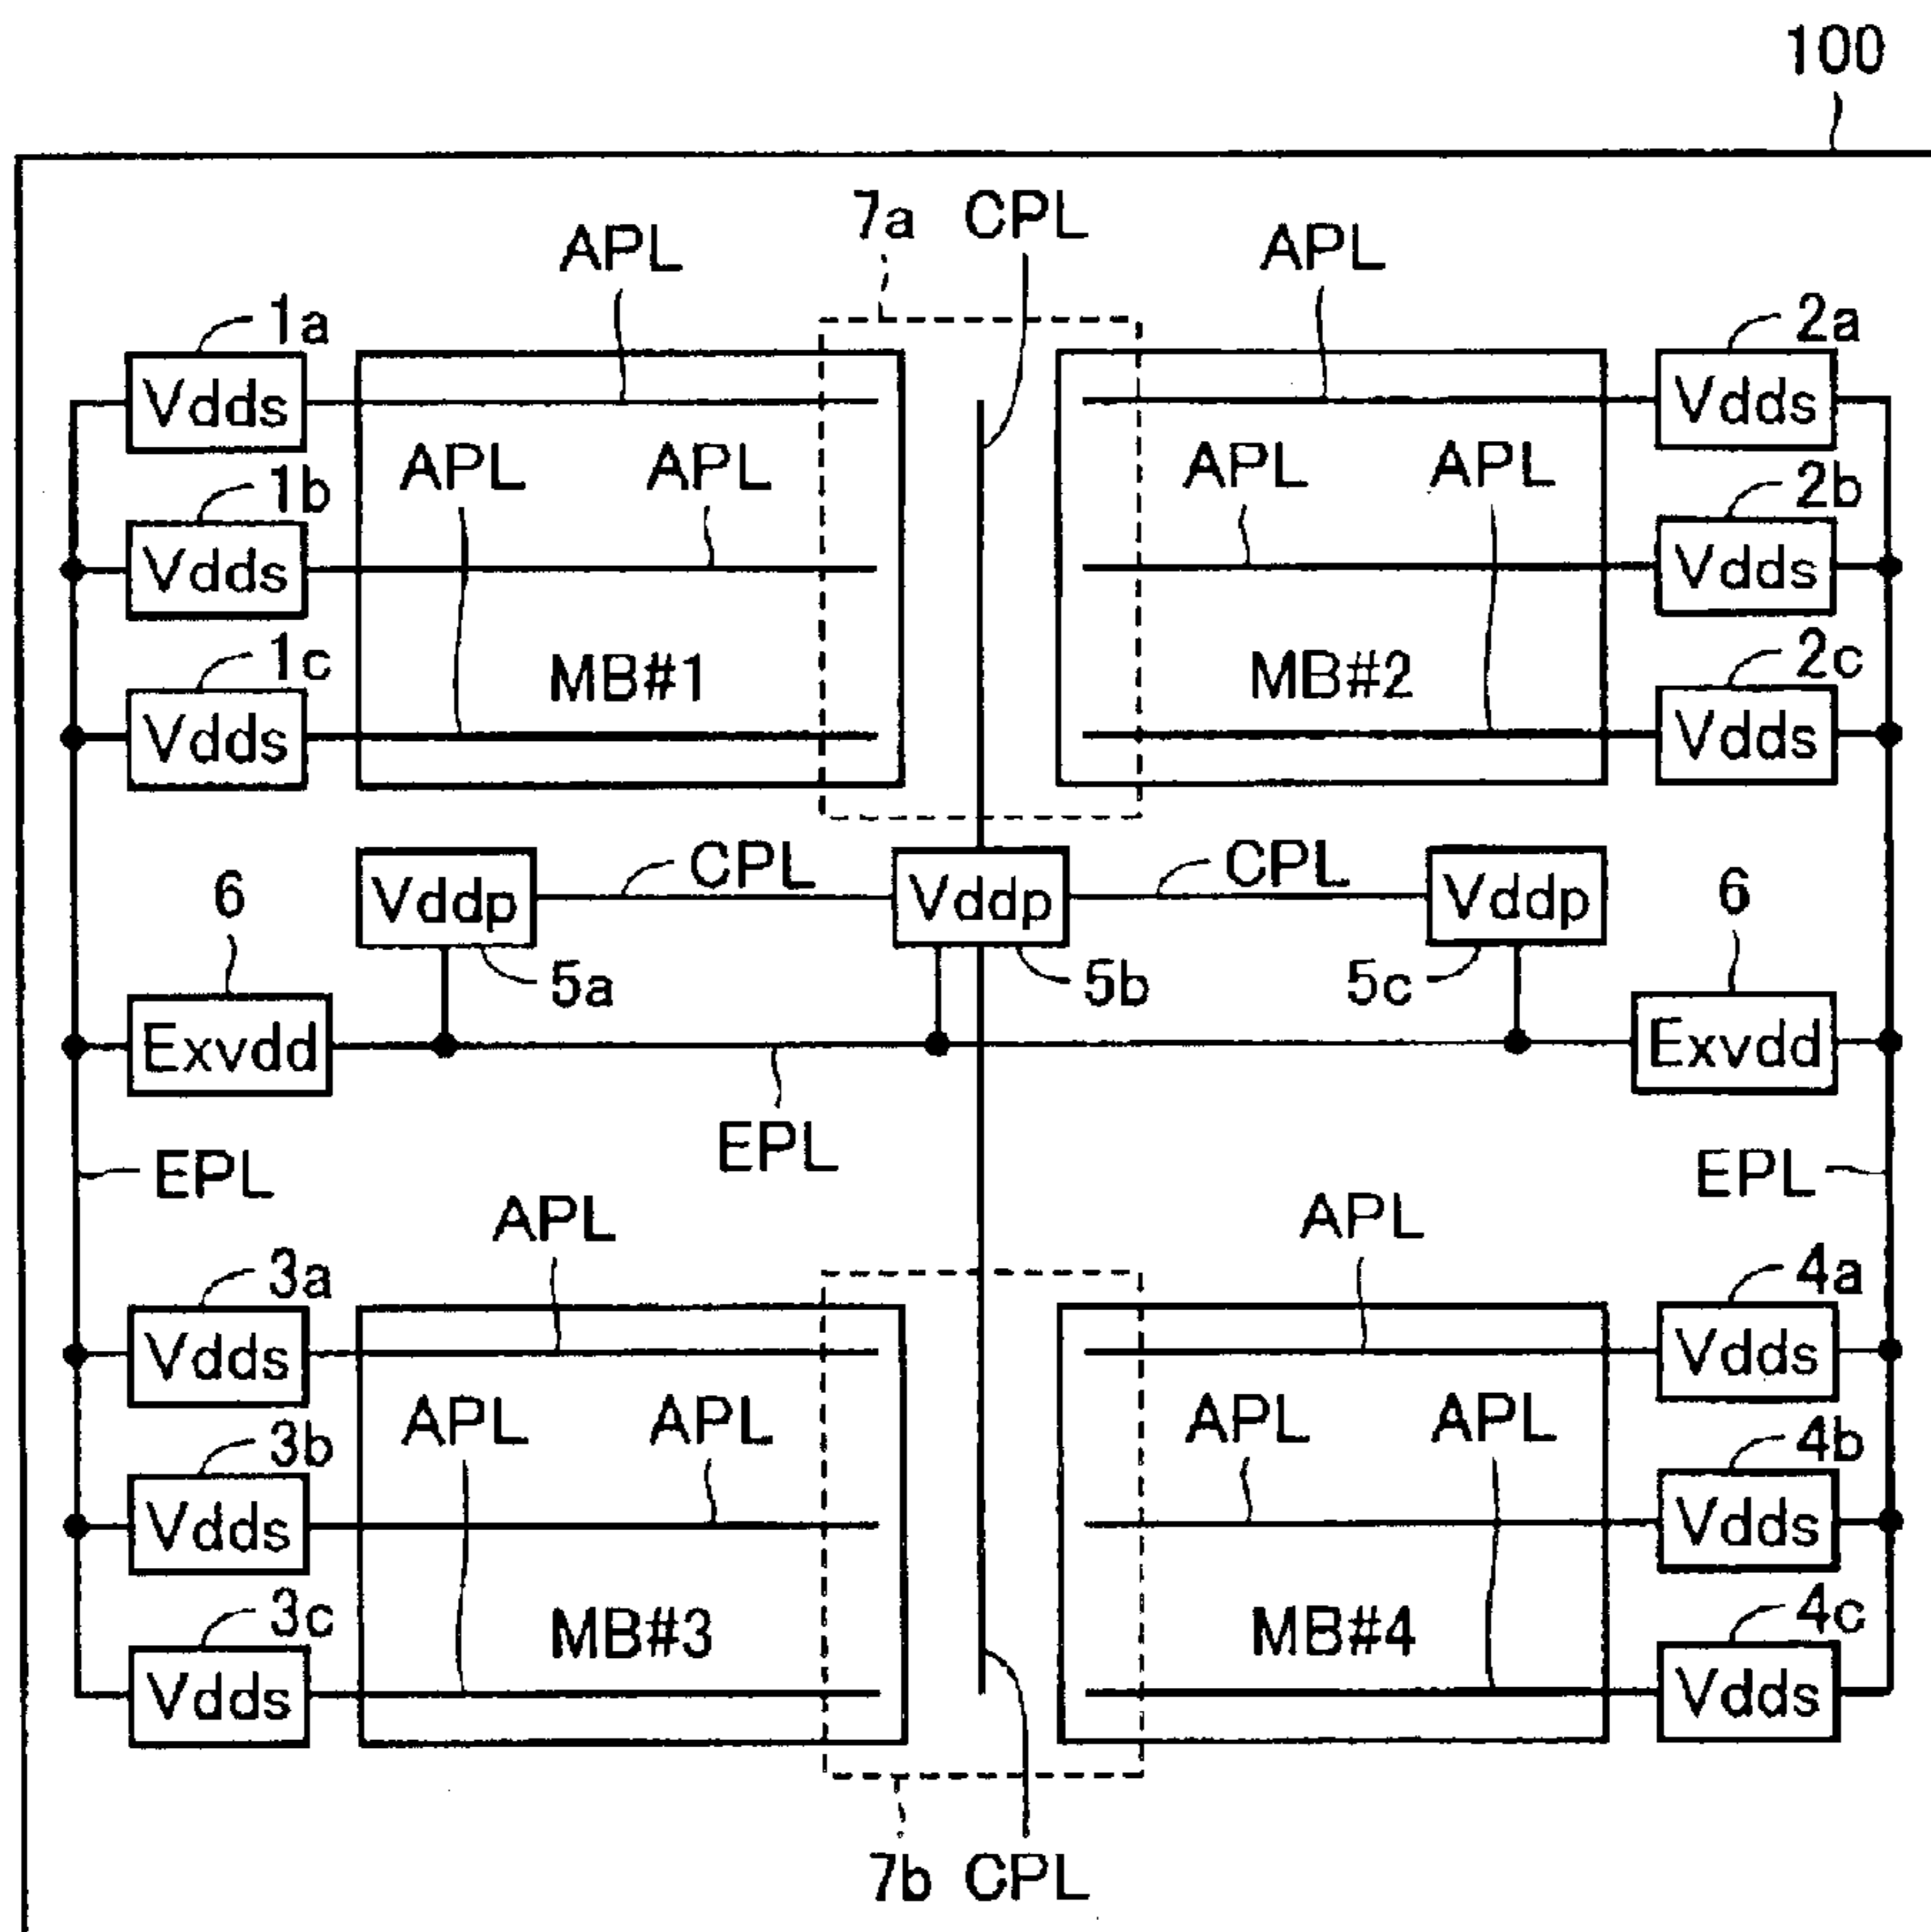 100
7a CPL
APL APL
1a 2a
Vdds Vdds
APL APL APL APL
1b 2b
Vdds Vdds
1c MB#1 MB#2 2c
Vdds Vdds
CPL CPL
6 Vddp Vddp Vddp 6
5a 5b 5c
Exvdd Exvdd
EPL
EPL EPL
APL APL
3a 4a
Vdds Vdds
APL APL APL APL
3b 4b
Vdds Vdds
3c MB#3 MB#4 4c
Vdds Vdds
7b CPL